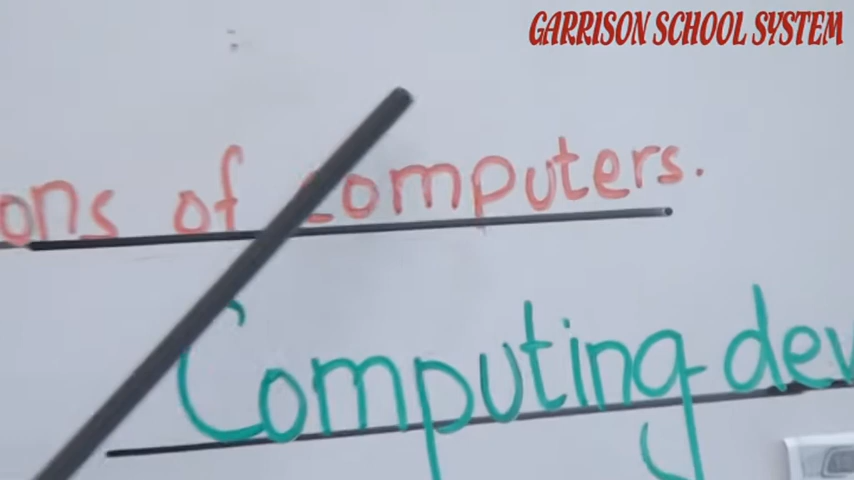 GARRISON SCHOOL SYSTEM
ons of computers.
Computing dev